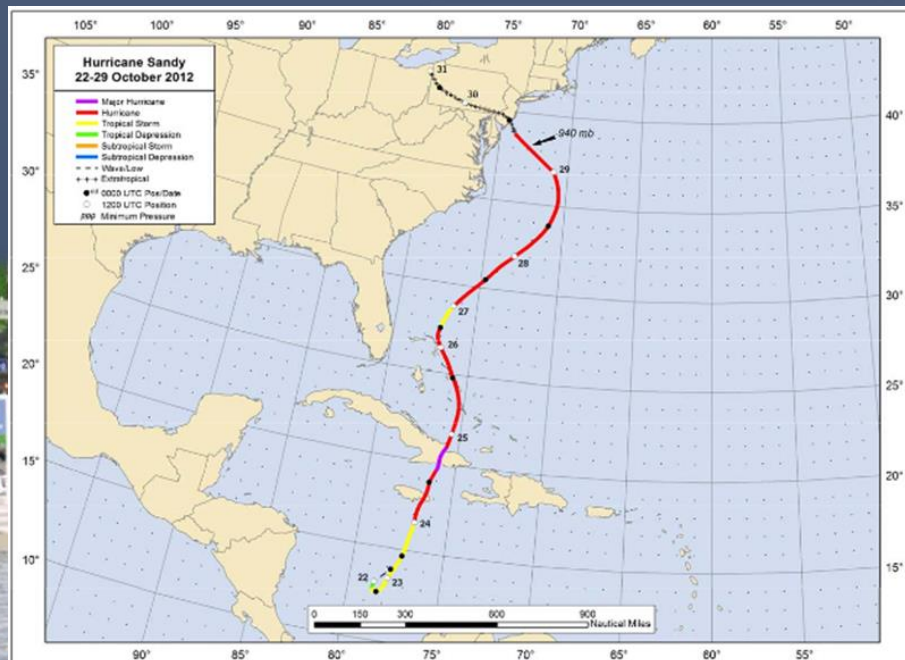 105° 100° 95° 90° 85° 80° 75° 70° 65° 60° 55° 50°
Hurricane Sandy
22-29 October 2012
Major Hurricane
Hurricane
Tropical Storm
Tropical Depression
Subtropical Storm
Subtropical Depression
Wave/Low
Extratropical
0000 UTC Pos/Date
1200 UTC Position
ppp Minimum Pressure
35°
30°
25°
20°
15°
10°
40°
35°
30°
25°
20°
15°
31
30
940 mb
29
28
27
26
25
24
22
23
0 150 300 600 900
Nautical Miles
90° 85° 80° 75° 70° 65° 60° 55°